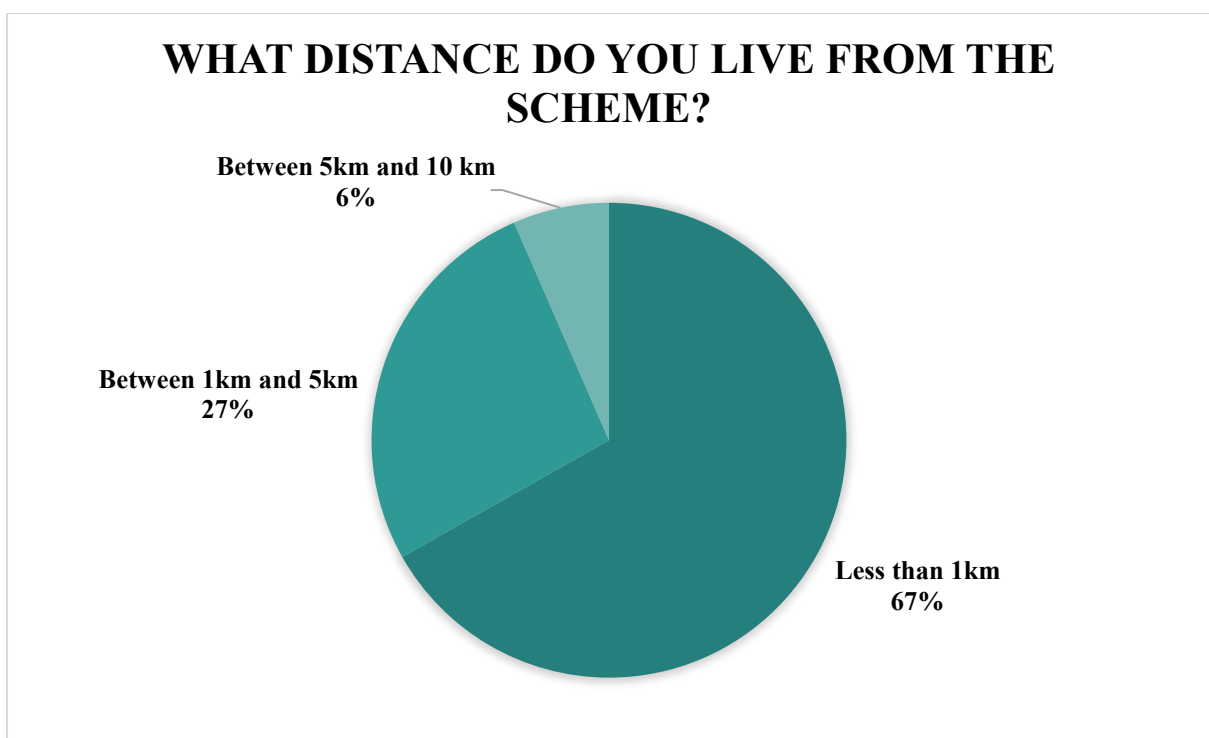 WHAT DISTANCE DO YOU LIVE FROM THE
SCHEME?
Between 5km and 10 km
6%
Between 1km and 5km
27%
Less than 1km
67%